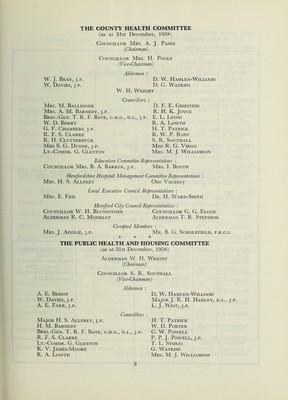 THE COUNTY HEALTH COMMITTEE
(as at 31st December, 1958)
COUNCILLOR MRS. A. J. PAISKE
(Chairman)
COUNCILLOR MRS. H. POOLE
(Vice-Chairman)
Aldermen :
W. J. BRAY, J.P. D. W. HAMLEN-WILLIAMS
W. DAVIES, J.P. D. G. WATKINS
W. H. WRIGHT
Councillors :
MRS. M. BALLINGER D. F. E. GRIFFITHS
MRS. A. M. BARNEBY, J.P. R. H. K. JOYCE
BRIG.-GEN. T. R. F. BATE, C.M.G., D.L., J.P. E. L. LEWIS
W. D. BERRY R. A. LOWTH
G. F. CHAMBERS, J.P. H. T. PATRICK
R. F. S. CLARKE R. W. P. ROFF
R. H. CLUTTERBUCK S. R. SOUTHALL
MISS S. G. DUNNE, J.P. MISS R. G. VIRGO
LT.-COMDR. G. GLENTON MRS. M. J. WILLIAMSON
Education Committee Representatives :
COUNCILLOR MRS. B. A. BARKER, J.P. MRS. I. BOOTH
Herefordshire Hospital Management Committee Representatives :
MRS. H. S. ALLFREY ONE VACANCY
Local Executive Council Representatives :
MRS. E. FRIS DR. H. WARD-SMITH
Hereford City Council Representatives :
COUNCILLOR W. H. BLUNDSTONE COUNCILLOR G. G. ELCOX
ALDERMAN R. C. MONKLEY ALDERMAN T. R. STEPHENS
Co-opted Members :
MRS. J. AINSLIE, J.P. MR. B. G. SCHOLEFIELD, F.R.C.S.
* * *
THE PUBLIC HEALTH AND HOUSING COMMITTEE
(as at 31st December, 1958)
ALDERMAN W. H. WRIGHT
(Chairman)
COUNCILLOR S. R. SOUTHALL
(Vice-Chairman)
Aldermen :
A. E. BISHOP D. W. HAMLEN-WILLIAMS
W. DAVIES, J.P. MAJOR J. R. H. HARLEY, D.L., J.P.
A. E. FARR, J.P. L. J. WEST, J.P.
Councillors :
MAJOR H. S. ALLFREY, J.P. H. T. PATRICK
H. M. BARNEBY W. D. PORTER
BRIG.-GEN. T. R. F. BATE, C.M.G., D.L., J.P. C. W. POWELL
R. F. S. CLARKE P. P. J. POWELL, J.P.
LT.-COMDR. G. GLENTON T. L. STOKES
K. V. JAMES-MOORE G. WATKINS
R. A. LOWTH MRS. M. J. WILLIAMSON
3